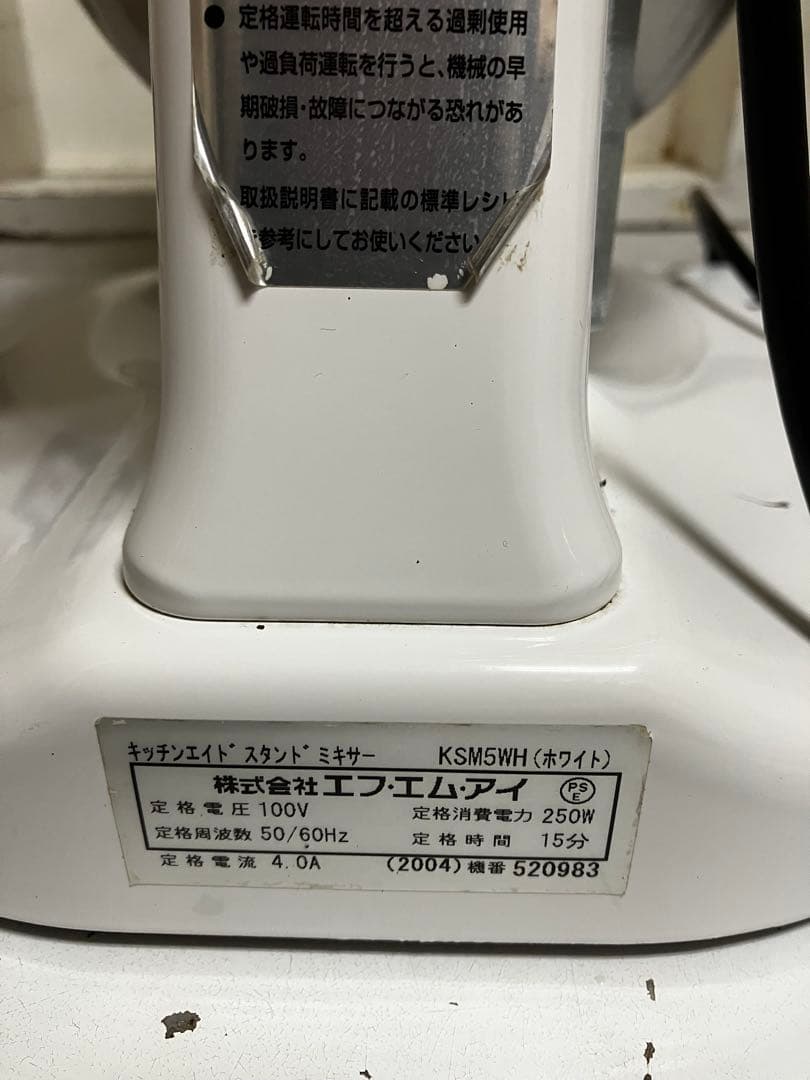 ● 定格運転時間を超える過剰使用
や過負荷運転を行うと、機械の早
期破損・故障につながる恐れがあ
ります。
取扱説明書に記載の標準レシピ
参考にしてお使いください
キッチンエイド スタンド ミキサー KSM5WH (ホワイト)
株式会社 エフ・エム・アイ PSE
定格電圧 100V 定格消費電力 250W
定格周波数 50/60Hz 定格時間 15分
定格電流 4.0A (2004) 機番 520983